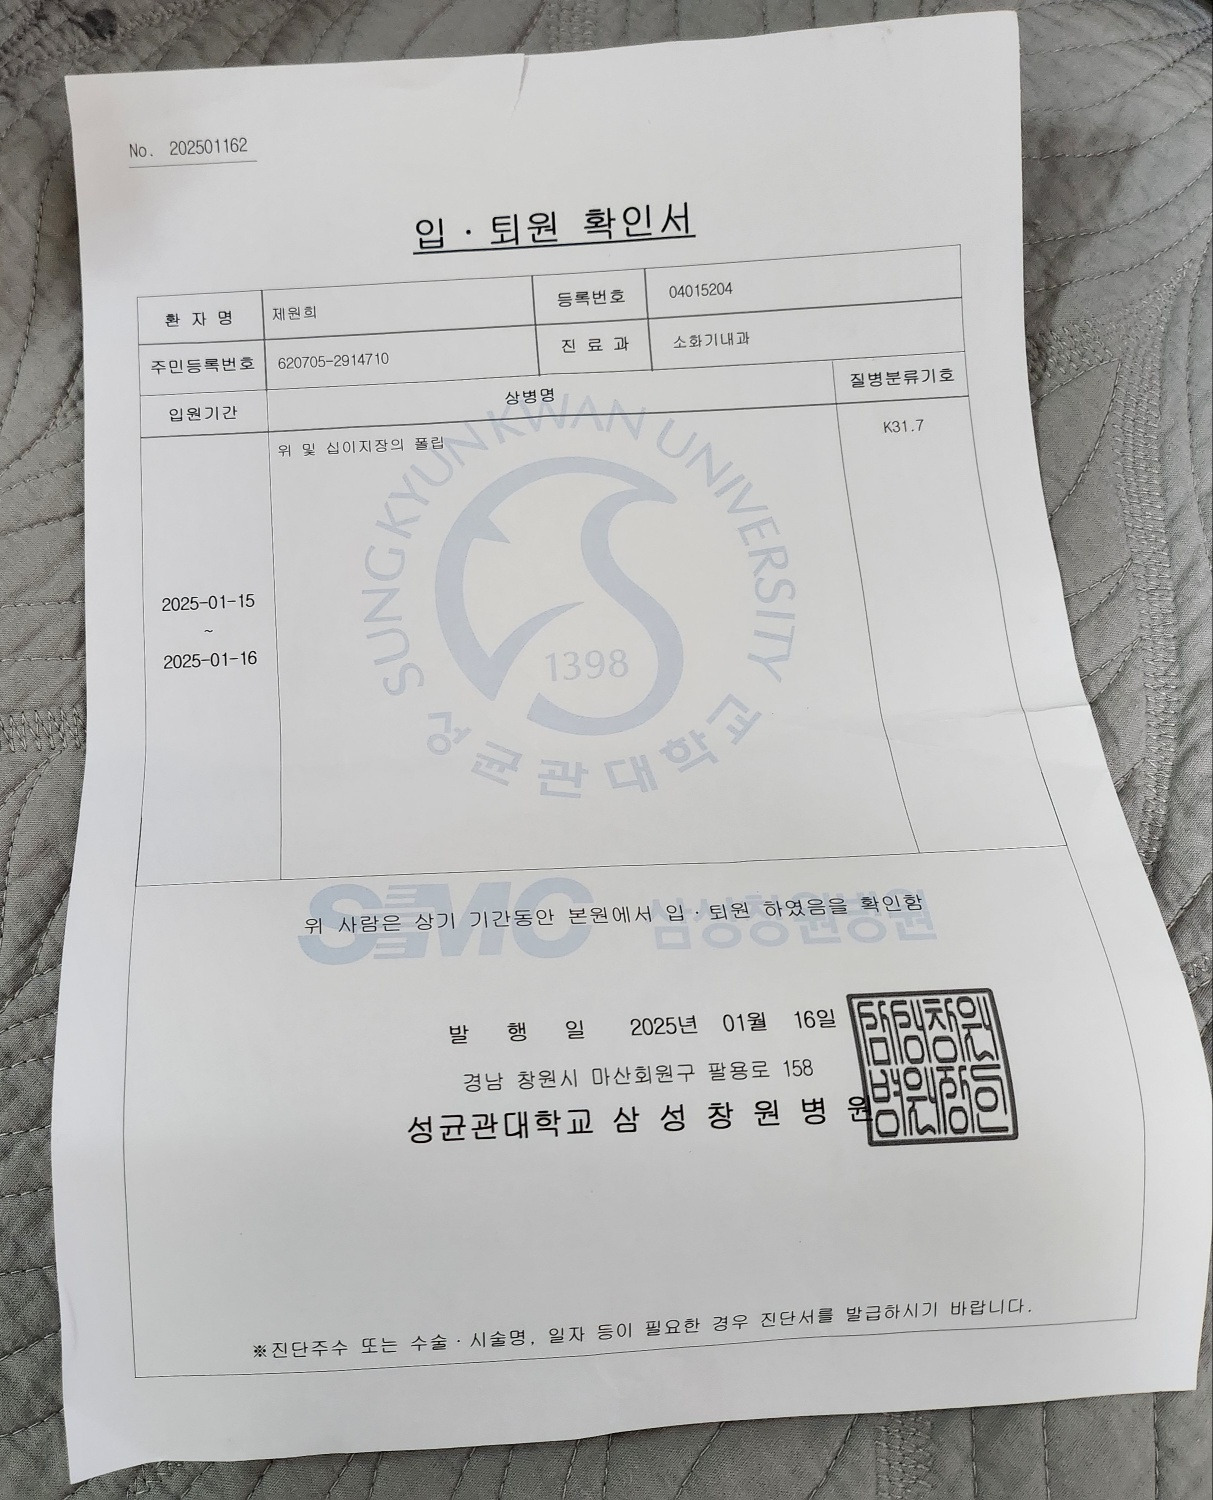 No. 202501162
입 · 퇴원 확인서
환 자 명 제원희 등록번호 04015204
주민등록번호 620705-2914710 진 료 과 소화기내과
입원기간 상병명 질병분류기호
위 및 십이지장의 폴립 K31.7
2025-01-15
~
2025-01-16
SUNGKYUNKWAN UNIVERSITY
1398
성균관대학교
SMC 삼성창원병원
위 사람은 상기 기간동안 본원에서 입 · 퇴원 하였음을 확인함
발 행 일 2025년 01월 16일
경남 창원시 마산회원구 팔용로 158
성균관대학교 삼 성 창 원 병 원
※진단주수 또는 수술 · 시술명, 일자 등이 필요한 경우 진단서를 발급하시기 바랍니다.